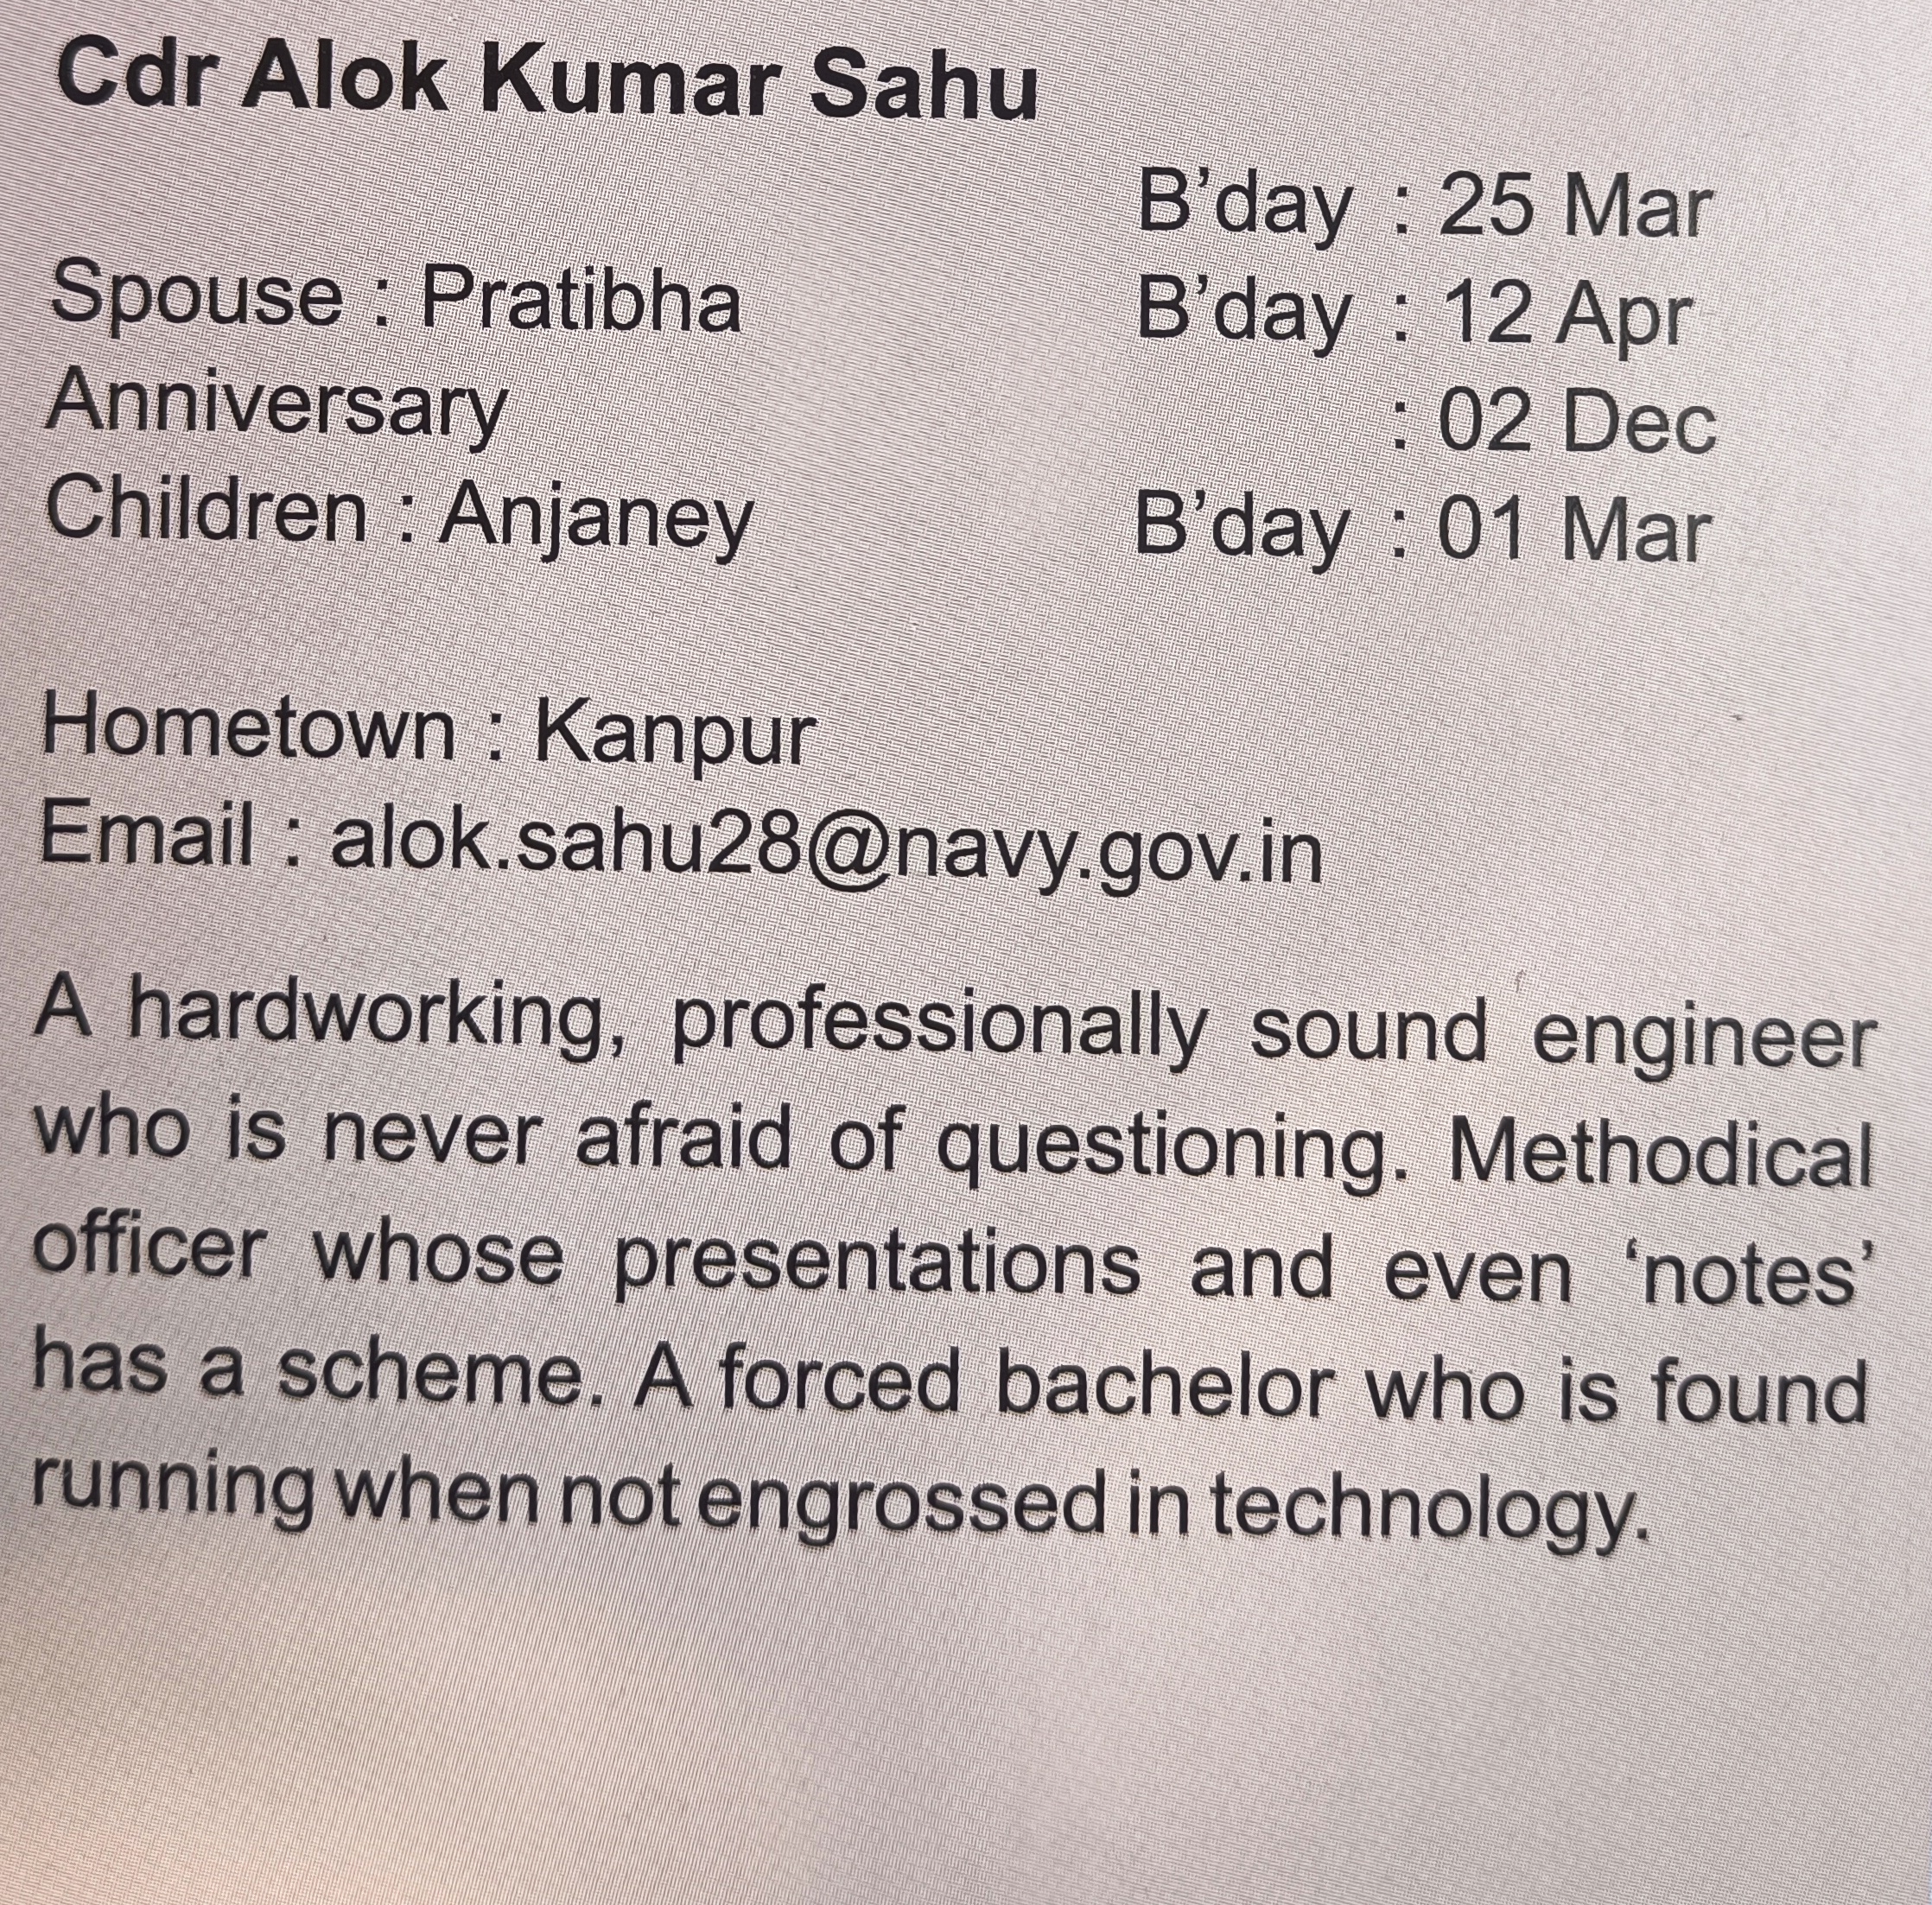 Cdr Alok Kumar Sahu
B'day : 25 Mar
Spouse : Pratibha B'day : 12 Apr
Anniversary : 02 Dec
Children : Anjaney B'day : 01 Mar
Hometown : Kanpur
Email : alok.sahu28@navy.gov.in
A hardworking, professionally sound engineer
who is never afraid of questioning. Methodical
officer whose presentations and even ‘notes’
has a scheme. A forced bachelor who is found
running when not engrossed in technology.